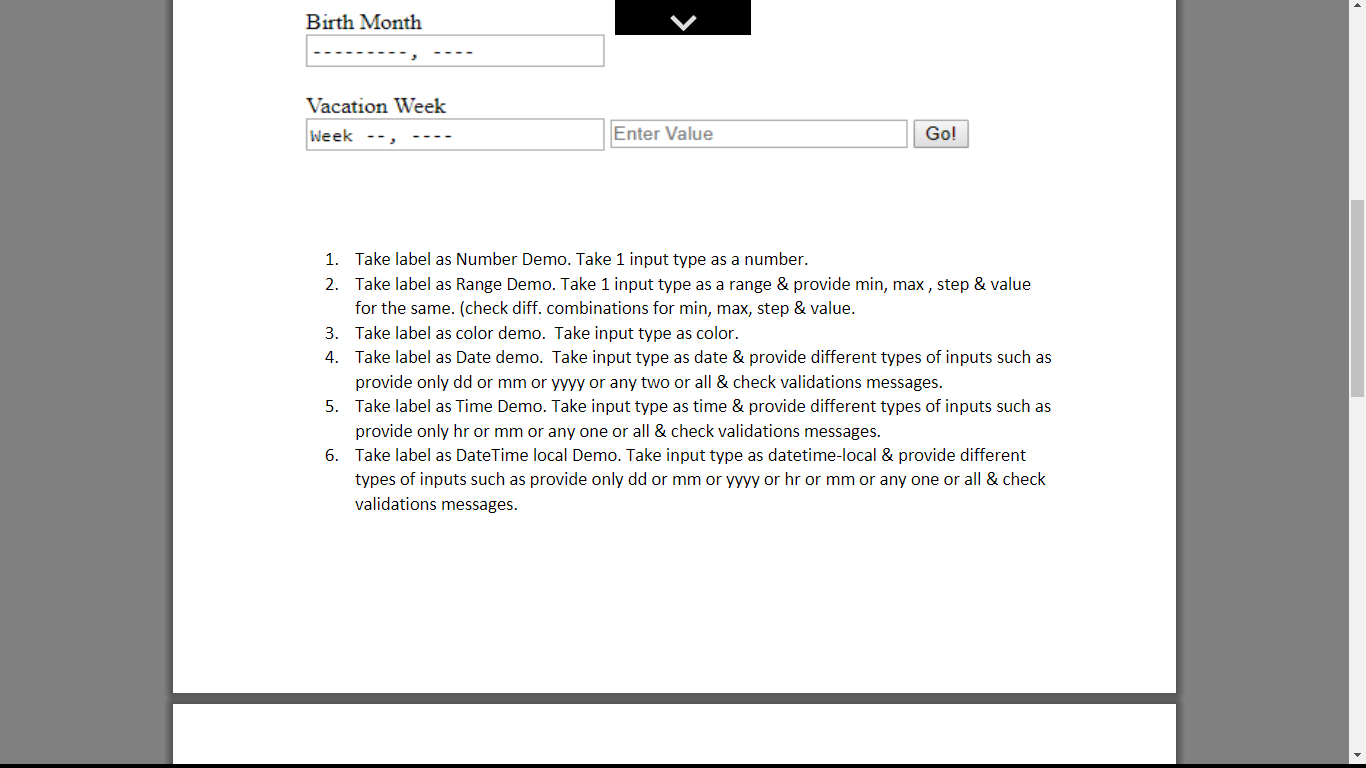 Birth Month
---------, ----
Vacation Week
Week --, ---- Enter Value Go!
1. Take label as Number Demo. Take 1 input type as a number.
2. Take label as Range Demo. Take 1 input type as a range & provide min, max , step & value
for the same. (check diff. combinations for min, max, step & value.
3. Take label as color demo.  Take input type as color.
4. Take label as Date demo.  Take input type as date & provide different types of inputs such as
provide only dd or mm or yyyy or any two or all & check validations messages.
5. Take label as Time Demo. Take input type as time & provide different types of inputs such as
provide only hr or mm or any one or all & check validations messages.
6. Take label as DateTime local Demo. Take input type as datetime-local & provide different
types of inputs such as provide only dd or mm or yyyy or hr or mm or any one or all & check
validations messages.